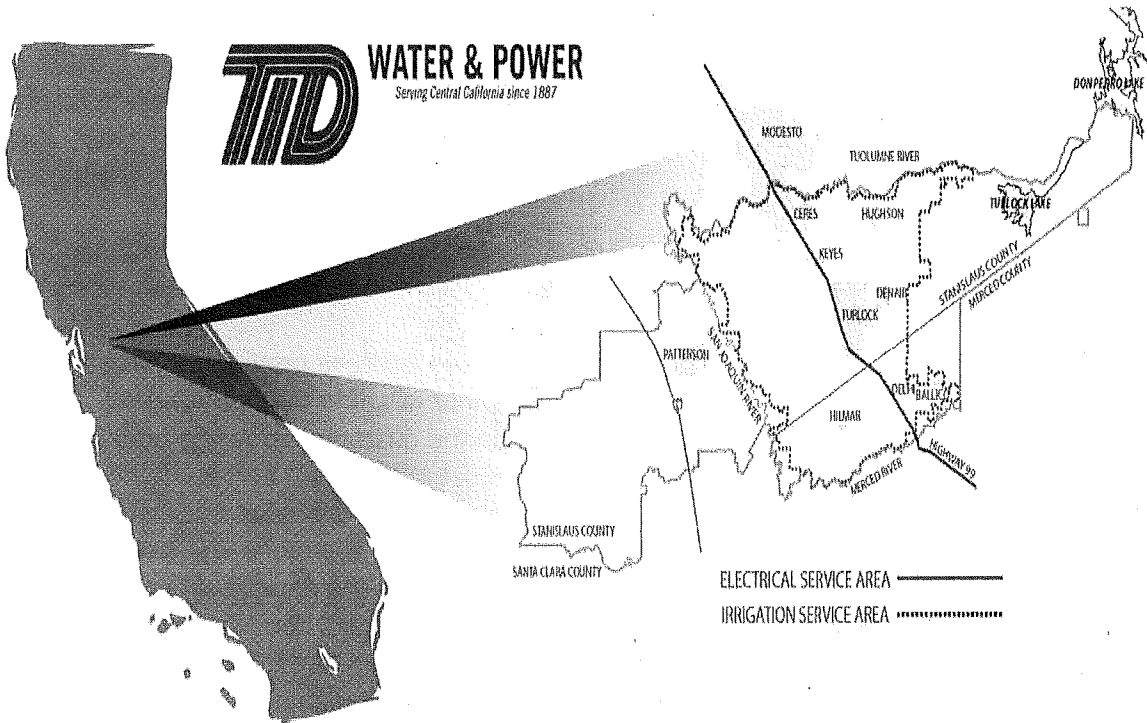 TID
WATER & POWER
Serving Central California since 1887
DON PEDRO LAKE
MODESTO
TUOLUMNE RIVER
CERES
HUGHSON
TURLOCK LAKE
KEYES
STANISLAUS COUNTY
MERCED COUNTY
DENAIR
TURLOCK
PATTERSON
SAN JOAQUIN RIVER
DELHI
BALLICO
HILMAR
HIGHWAY 99
MERCED RIVER
STANISLAUS COUNTY
SANTA CLARA COUNTY
ELECTRICAL SERVICE AREA
IRRIGATION SERVICE AREA